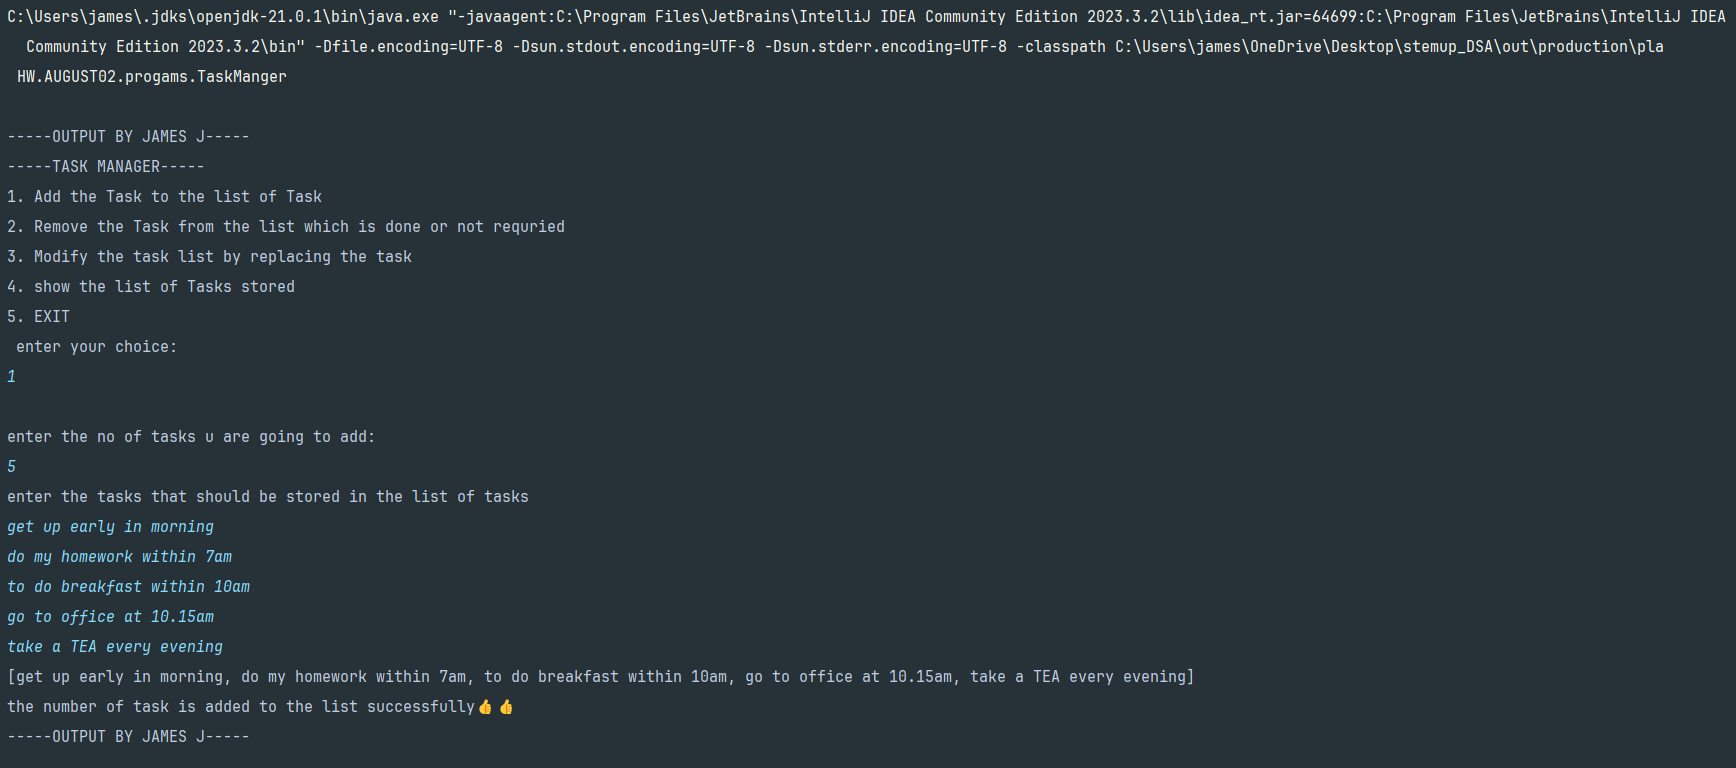 C:\Users\james\.jdks\openjdk-21.0.1\bin\java.exe "-javaagent:C:\Program Files\JetBrains\IntelliJ IDEA Community Edition 2023.3.2\lib\idea_rt.jar=64699:C:\Program Files\JetBrains\IntelliJ IDEA
Community Edition 2023.3.2\bin" -Dfile.encoding=UTF-8 -Dsun.stdout.encoding=UTF-8 -Dsun.stderr.encoding=UTF-8 -classpath C:\Users\james\OneDrive\Desktop\stemup_DSA\out\production\pla
HW.AUGUST02.progams.TaskManger
-----OUTPUT BY JAMES J-----
-----TASK MANAGER-----
1. Add the Task to the list of Task
2. Remove the Task from the list which is done or not requried
3. Modify the task list by replacing the task
4. show the list of Tasks stored
5. EXIT
enter your choice:
1
enter the no of tasks u are going to add:
5
enter the tasks that should be stored in the list of tasks
get up early in morning
do my homework within 7am
to do breakfast within 10am
go to office at 10.15am
take a TEA every evening
[get up early in morning, do my homework within 7am, to do breakfast within 10am, go to office at 10.15am, take a TEA every evening]
the number of task is added to the list successfully👍👍
-----OUTPUT BY JAMES J-----